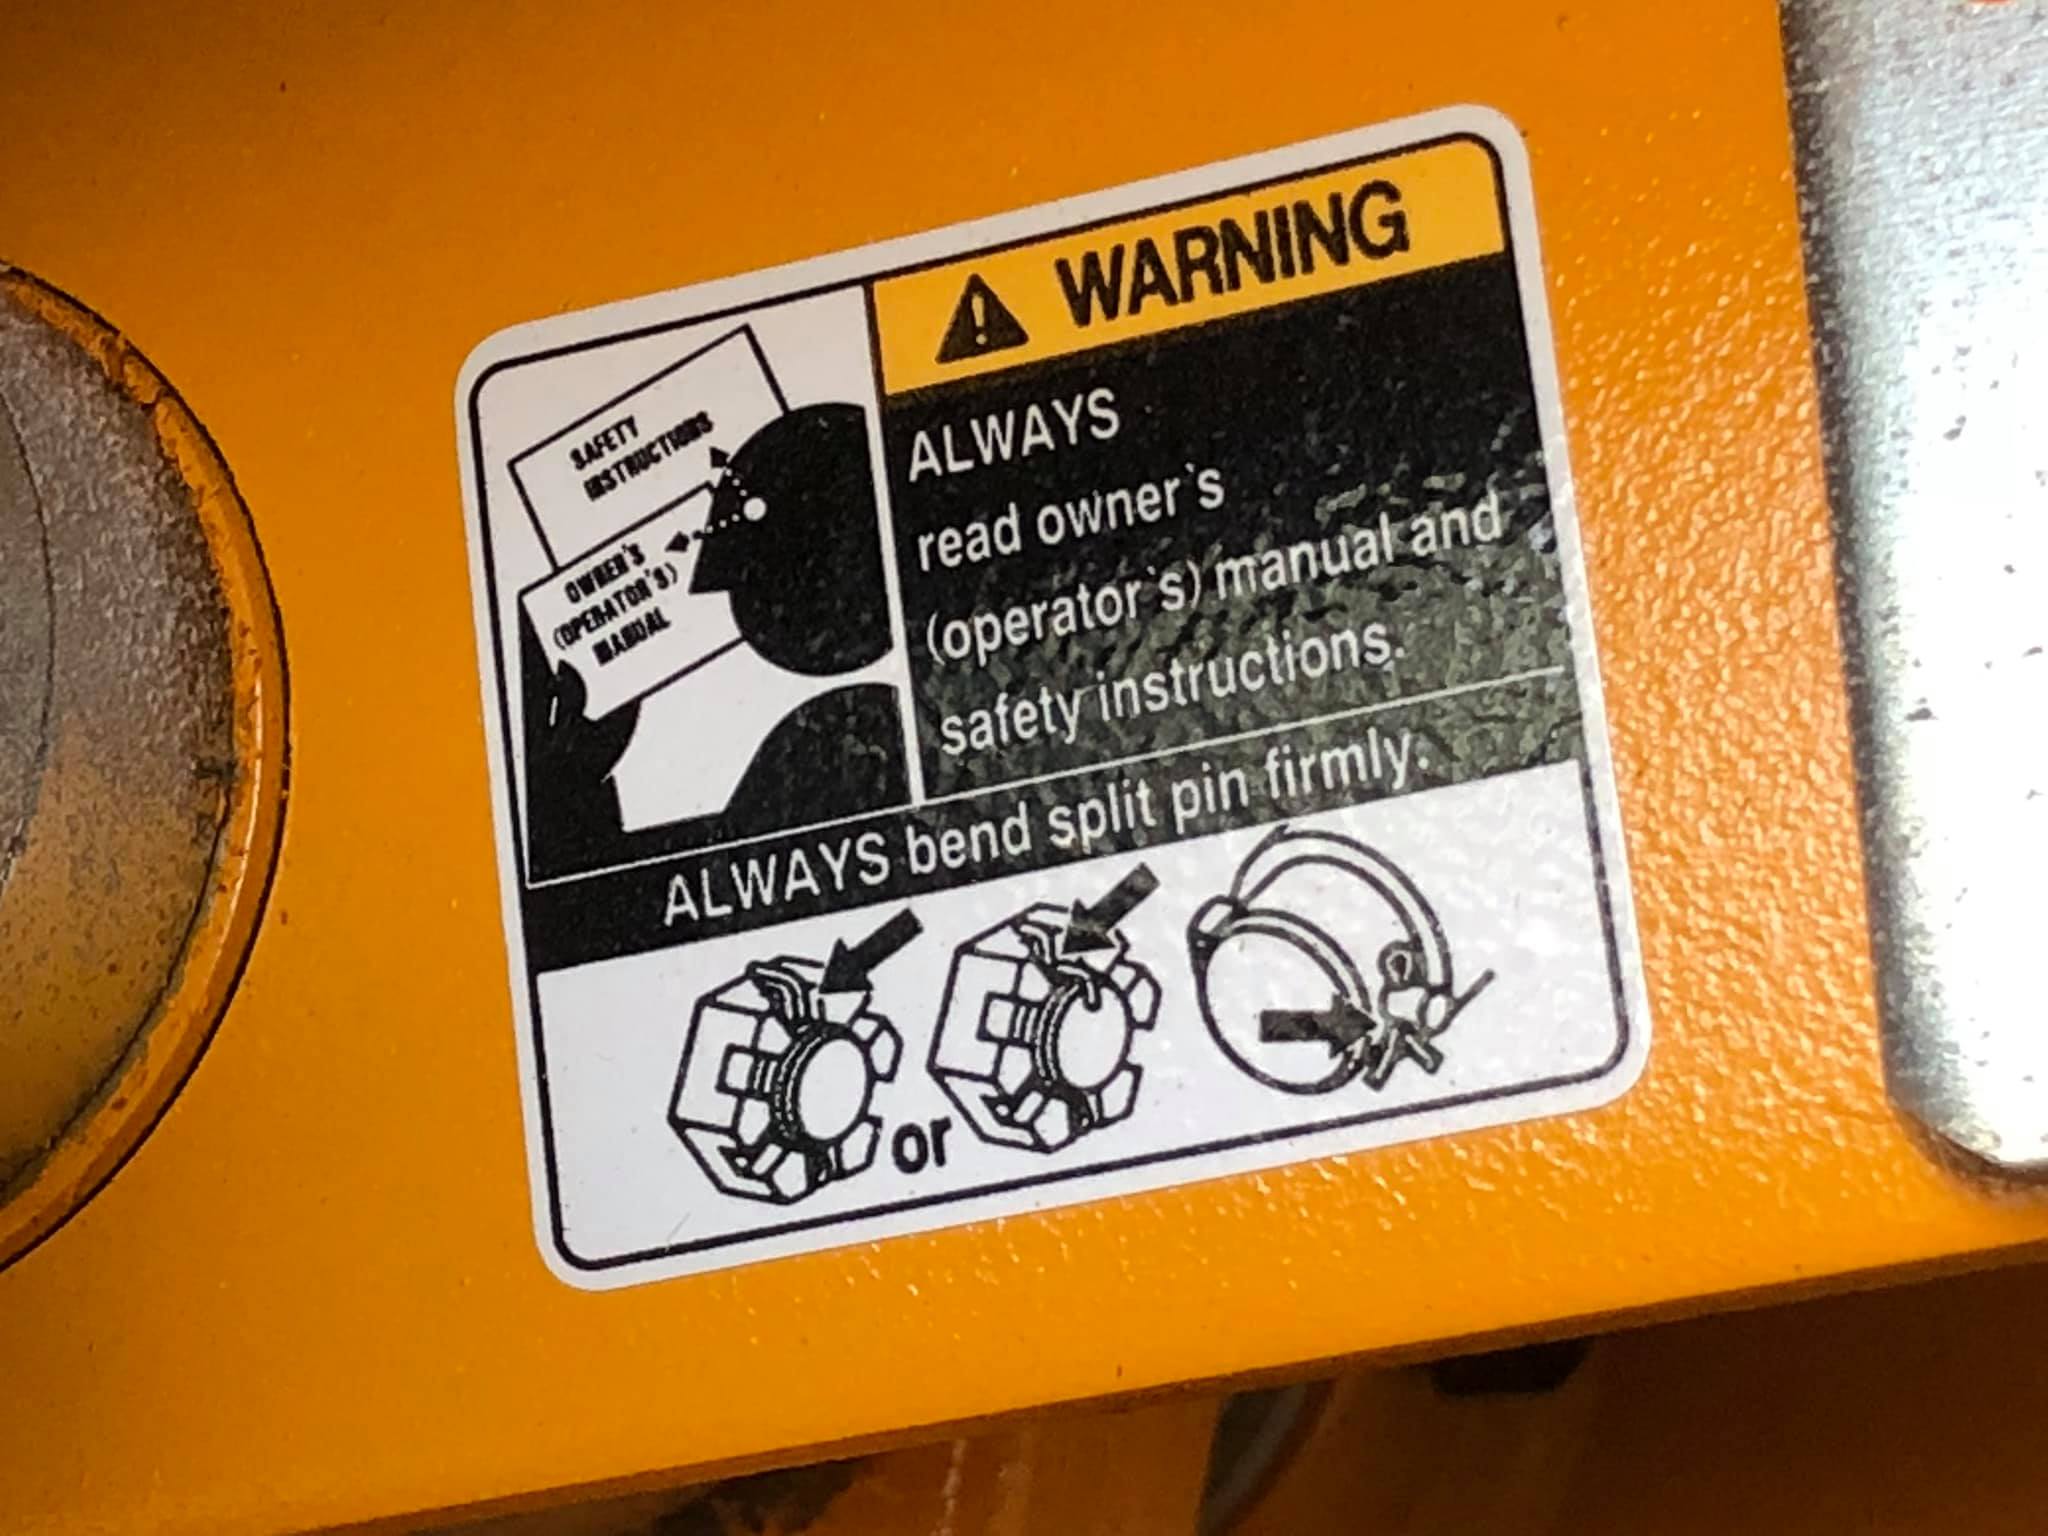 WARNING
SAFETY
INSTRUCTIONS
OWNER'S
(OPERATOR'S)
MANUAL
ALWAYS
read owner's
(operator's) manual and
safety instructions.
ALWAYS bend split pin firmly.
or